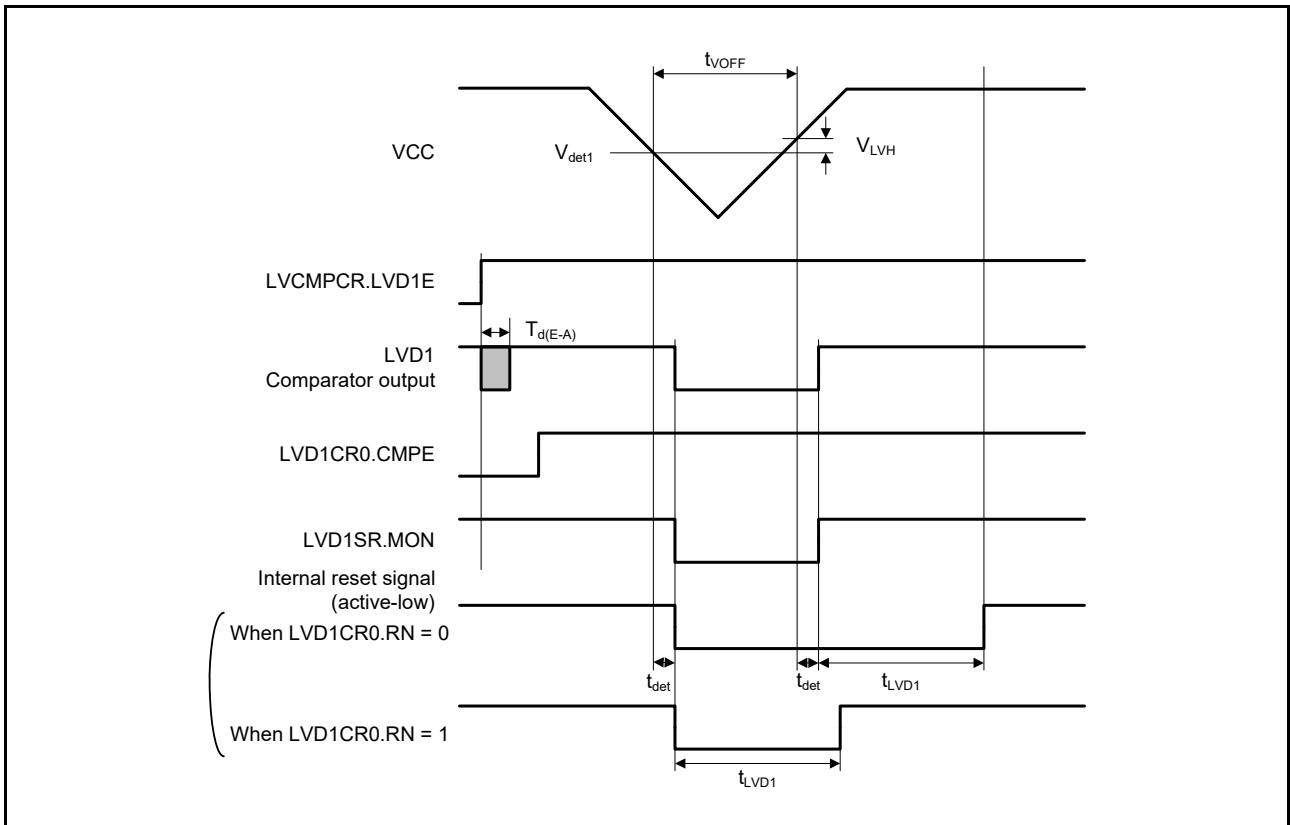 tVOFF
VCC
Vdet1
VLVH
LVCMPCR.LVD1E
Td(E-A)
LVD1
Comparator output
LVD1CR0.CMPE
LVD1SR.MON
Internal reset signal
(active-low)
When LVD1CR0.RN = 0
tdet
tdet
tLVD1
When LVD1CR0.RN = 1
tLVD1